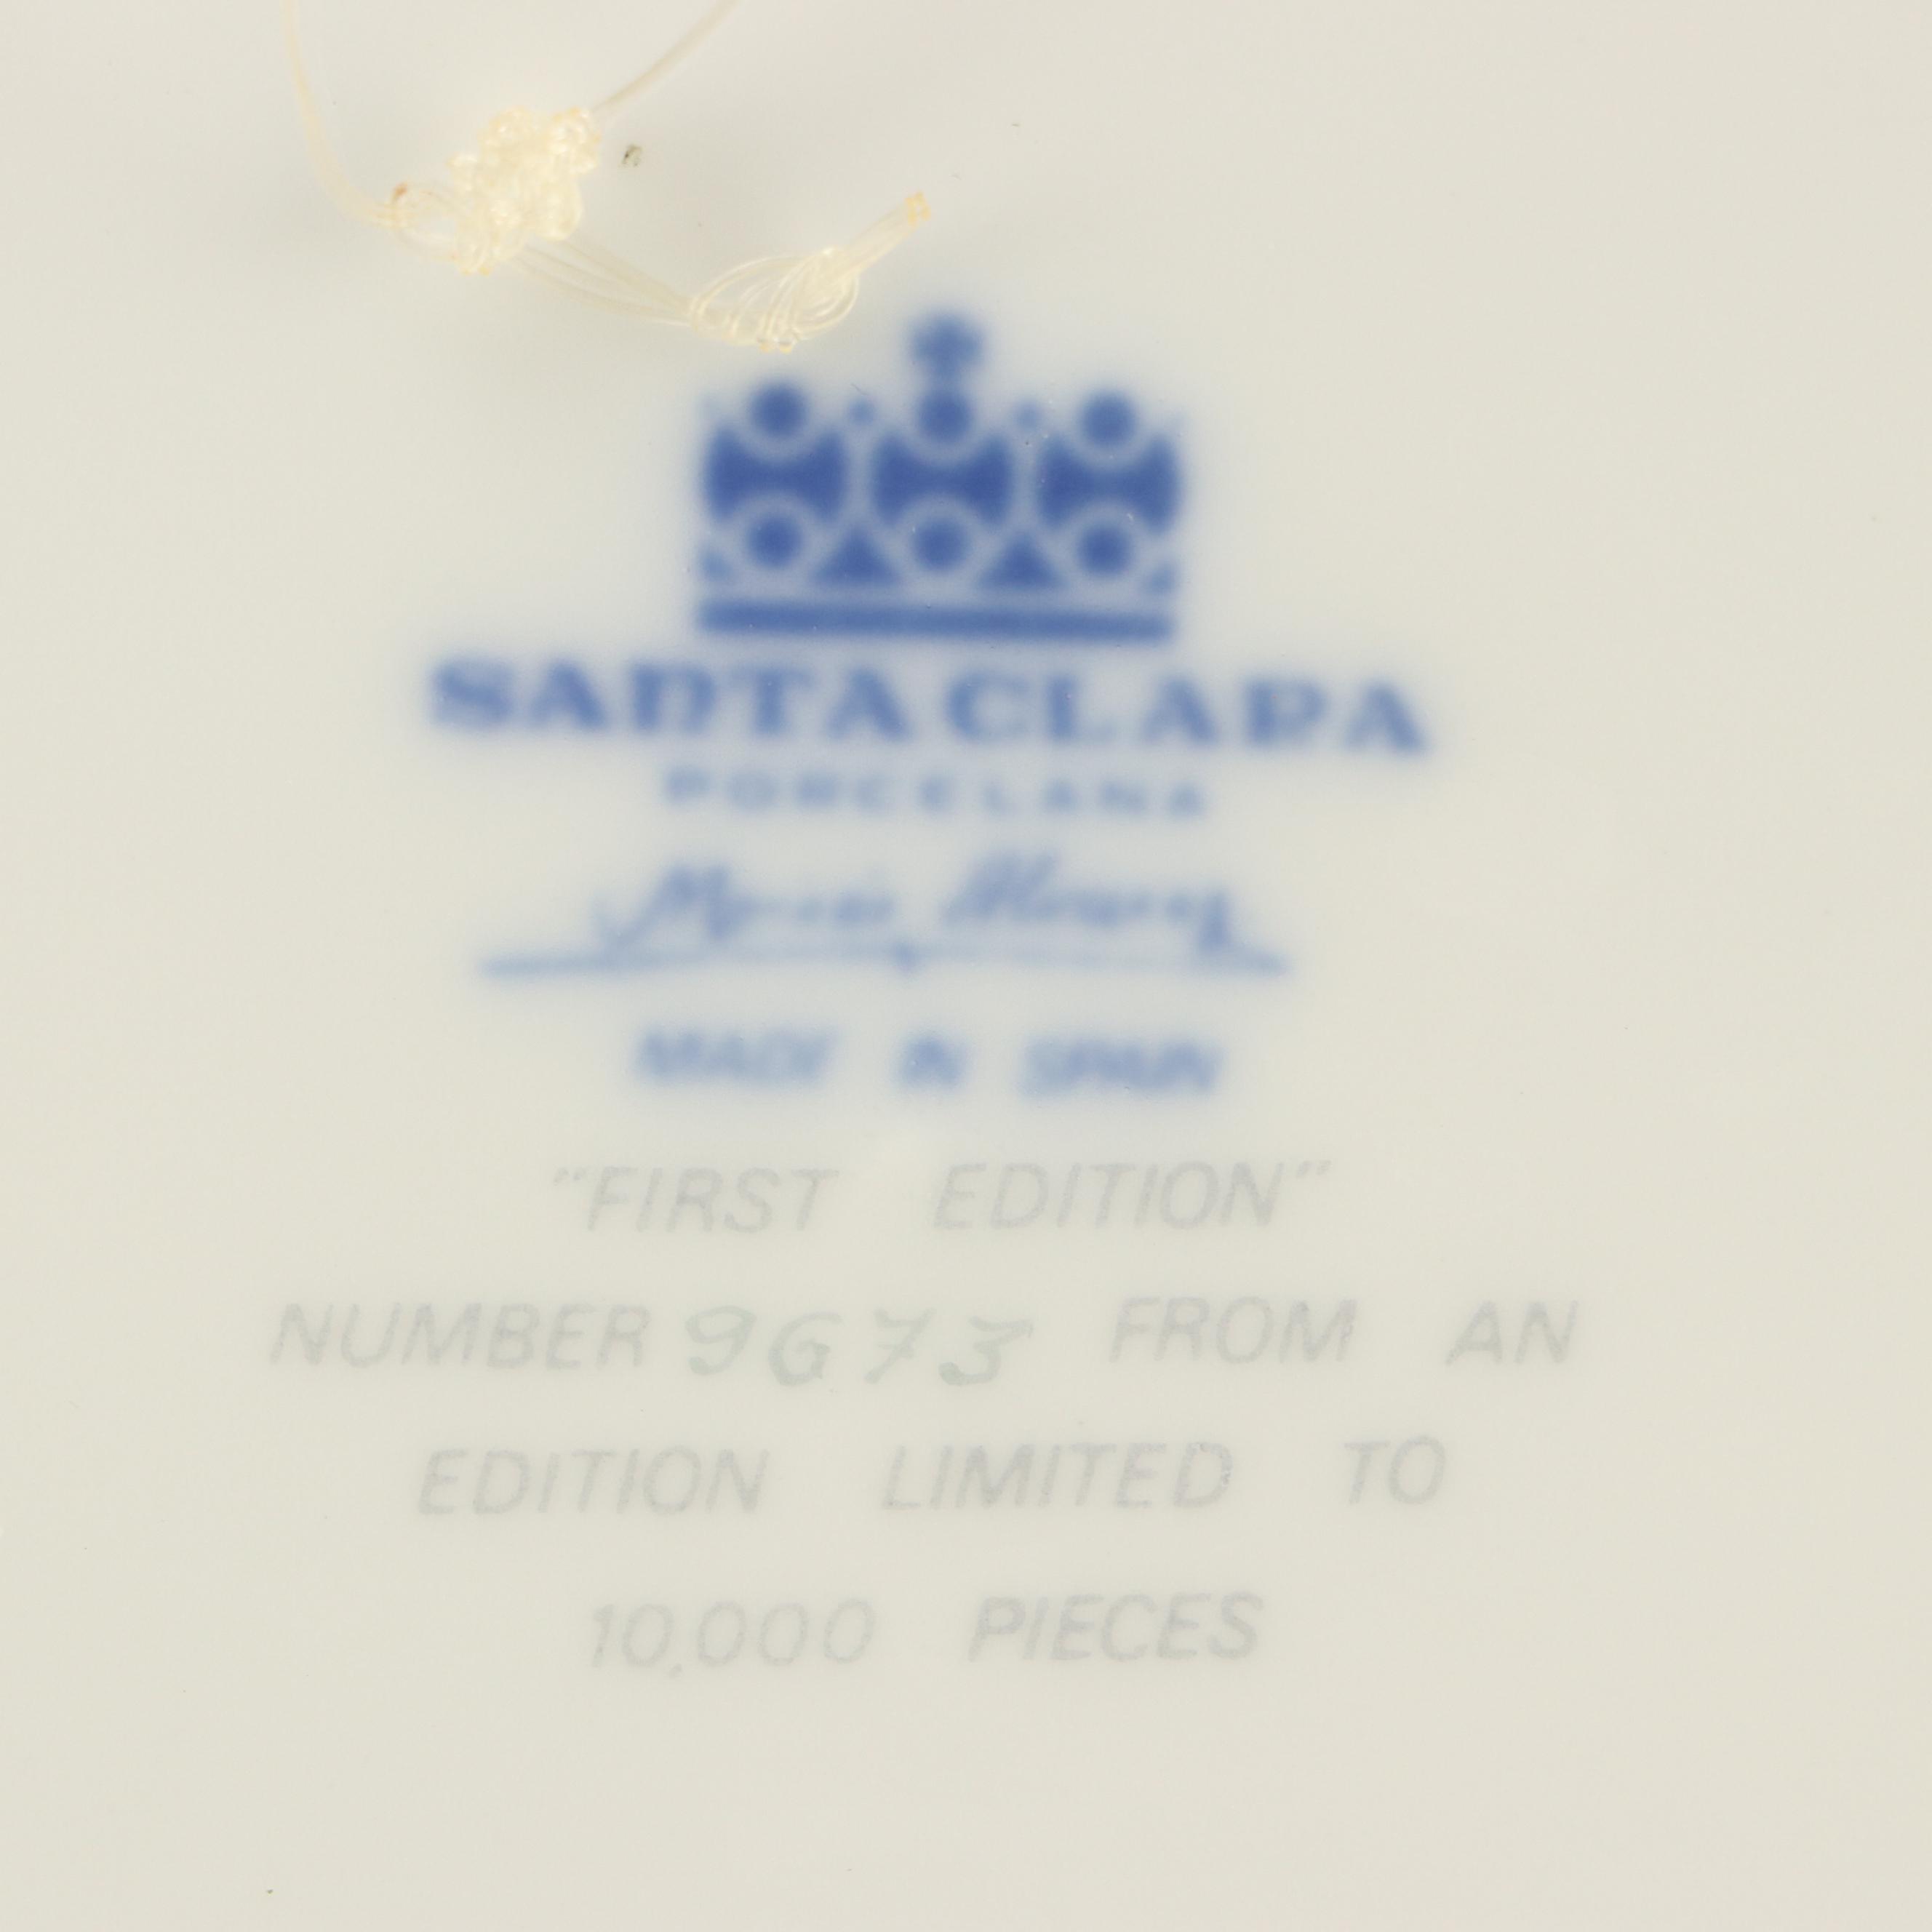 SANTA CLARA
PORCELANA
MADE IN SPAIN
"FIRST EDITION"
NUMBER 9673 FROM AN
EDITION LIMITED TO
10,000 PIECES